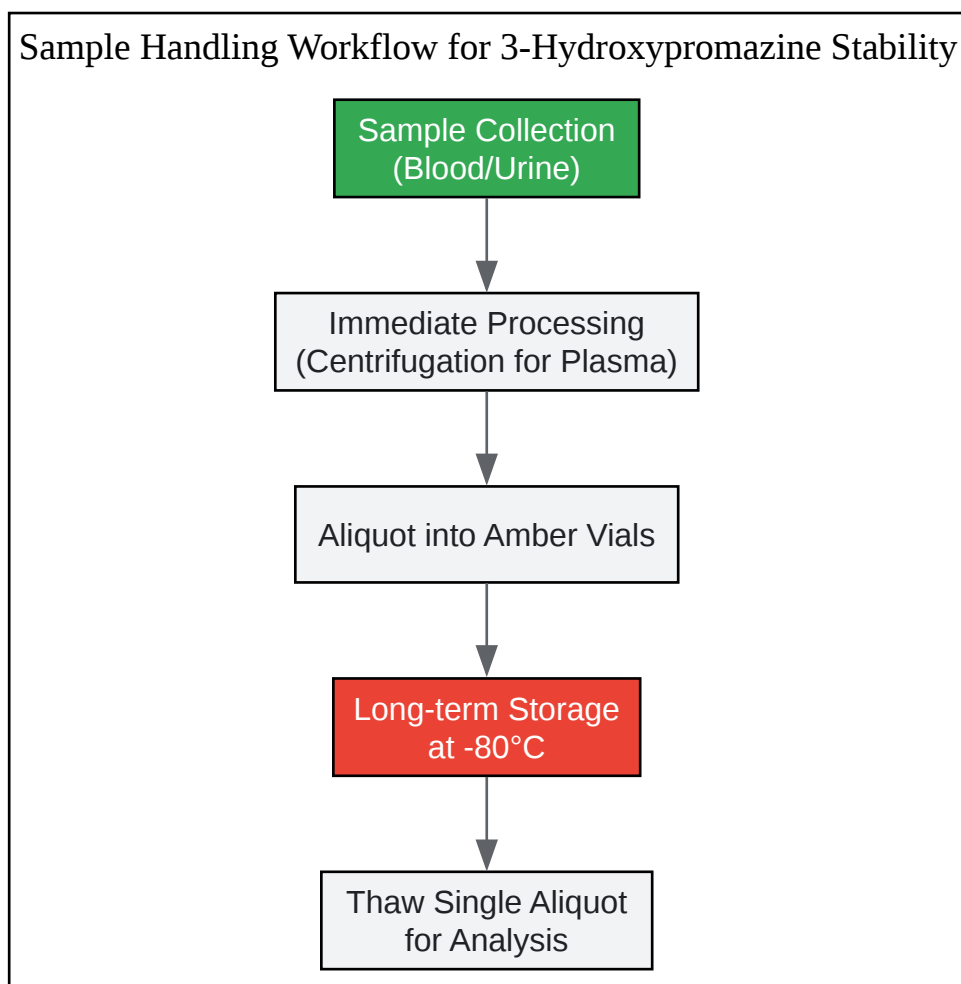 Sample Handling Workflow for 3-Hydroxypromazine Stability
Sample Collection
(Blood/Urine)
Immediate Processing
(Centrifugation for Plasma)
Aliquot into Amber Vials
Long-term Storage
at -80°C
Thaw Single Aliquot
for Analysis